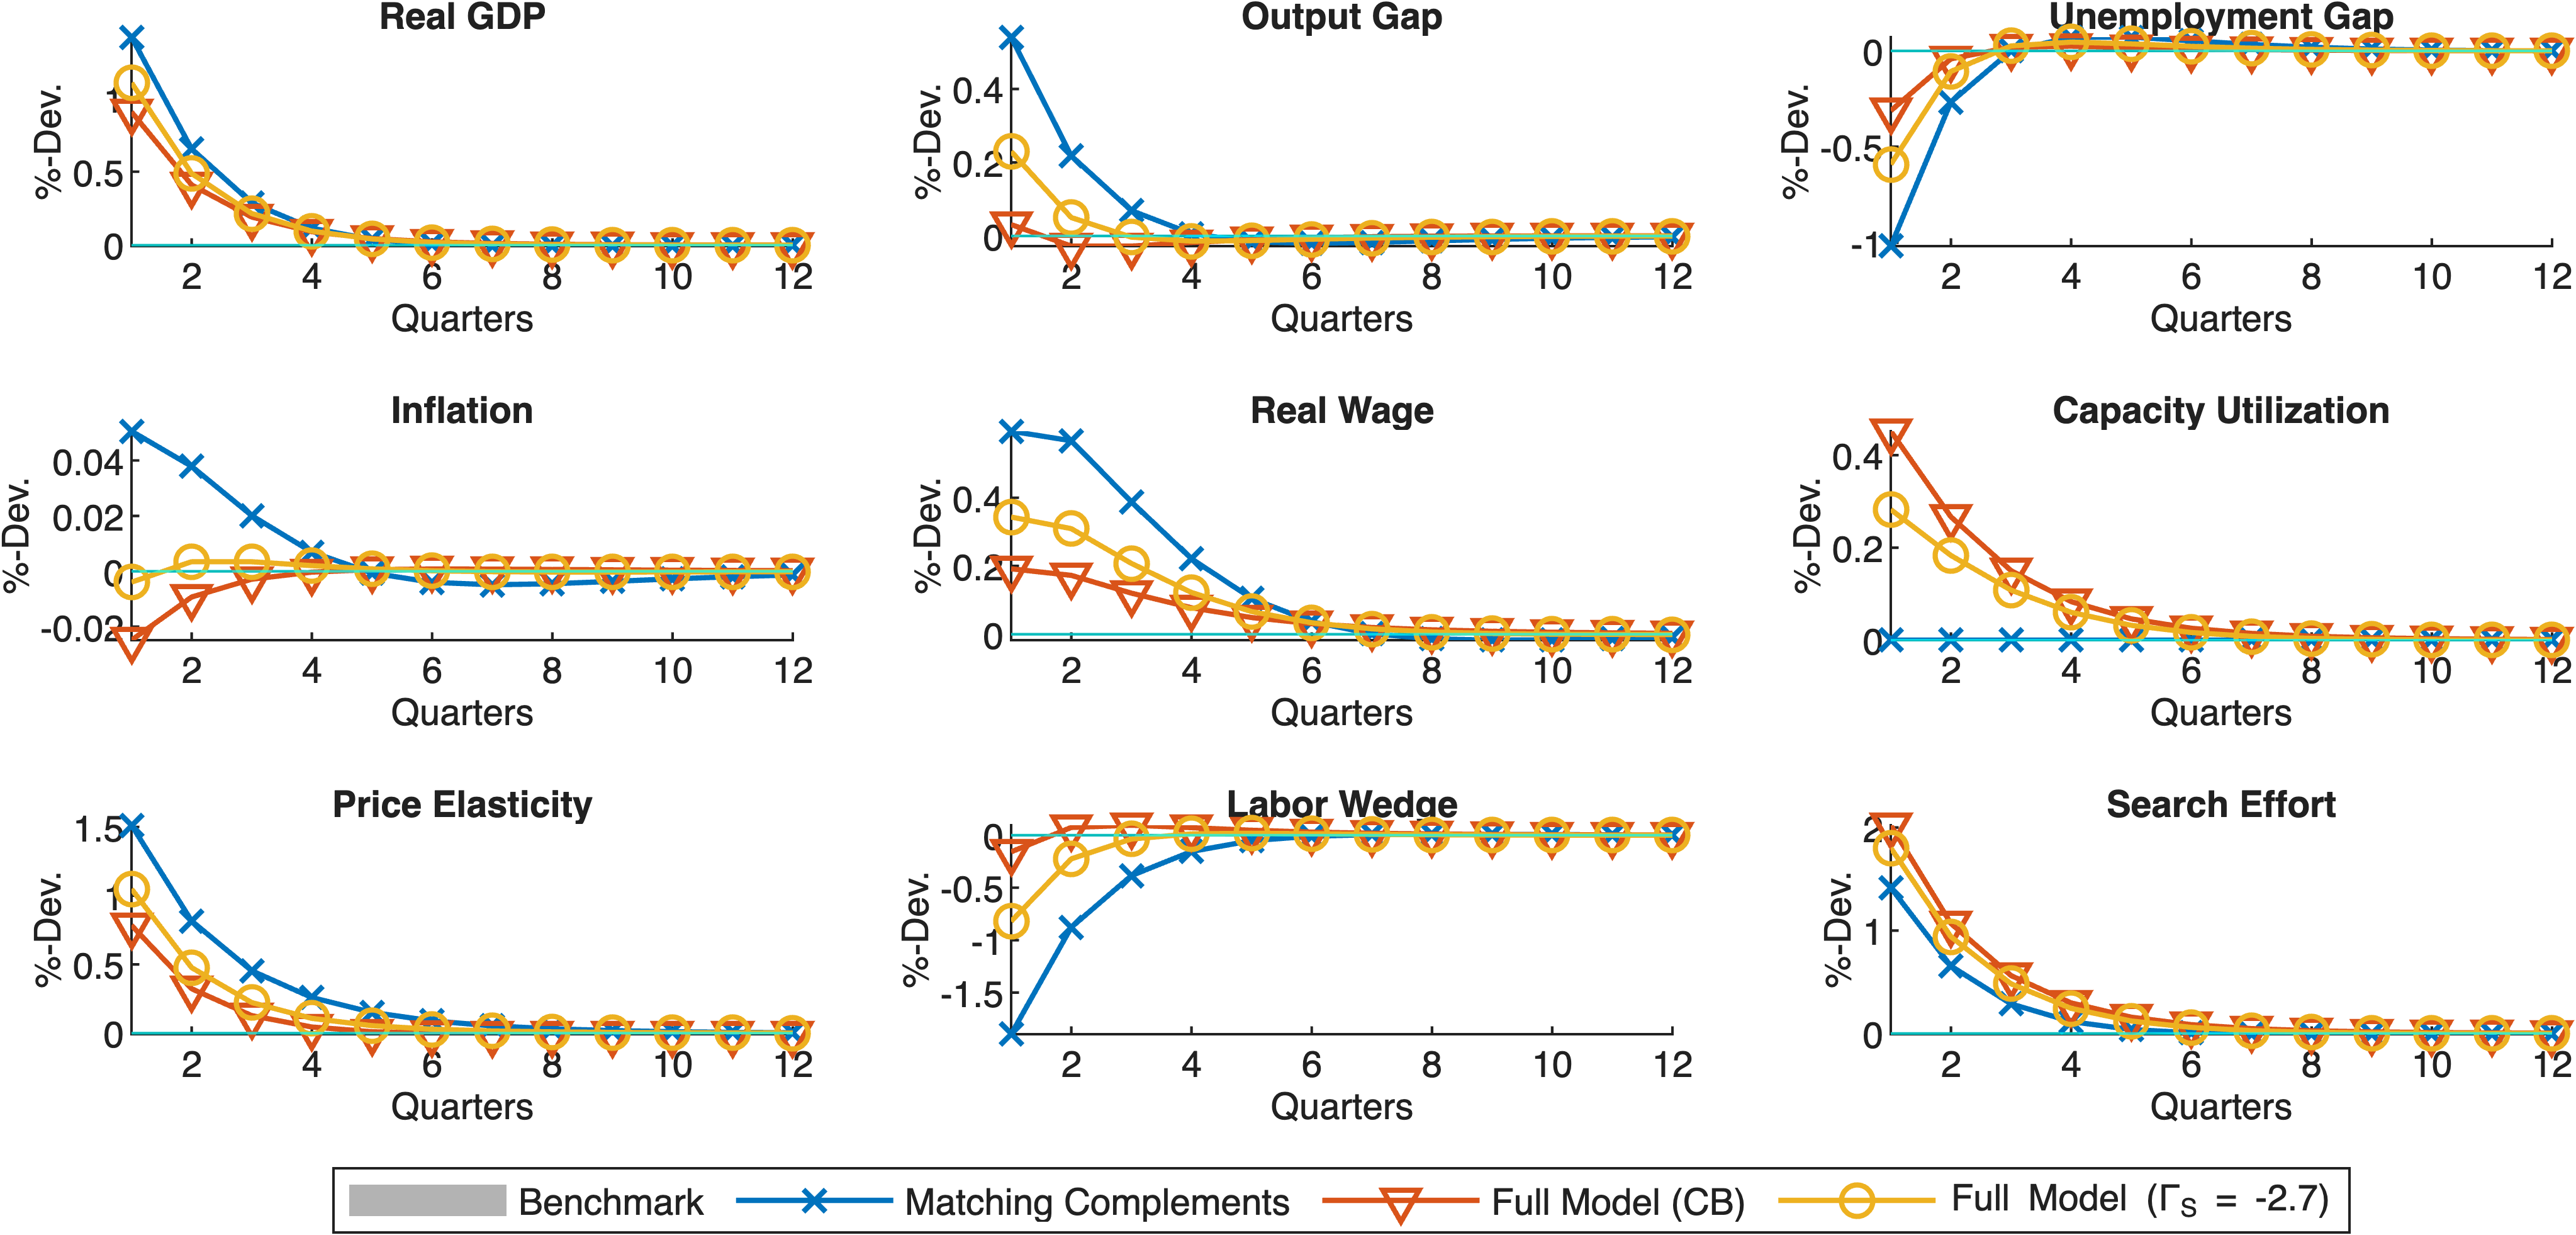 Real GDP
%-Dev.
1
0.5
0
2 4 6 8 10 12
Quarters
Output Gap
%-Dev.
0.4
0.2
0
2 4 6 8 10 12
Quarters
Unemployment Gap
%-Dev.
0
-0.5
-1
2 4 6 8 10 12
Quarters
Inflation
%-Dev.
0.04
0.02
0
-0.02
2 4 6 8 10 12
Quarters
Real Wage
%-Dev.
0.4
0.2
0
2 4 6 8 10 12
Quarters
Capacity Utilization
%-Dev.
0.4
0.2
0
2 4 6 8 10 12
Quarters
Price Elasticity
%-Dev.
1.5
1
0.5
0
2 4 6 8 10 12
Quarters
Labor Wedge
%-Dev.
0
-0.5
-1
-1.5
2 4 6 8 10 12
Quarters
Search Effort
%-Dev.
2
1
0
2 4 6 8 10 12
Quarters
Benchmark Matching Complements Full Model (CB) Full Model (Γ_S = -2.7)